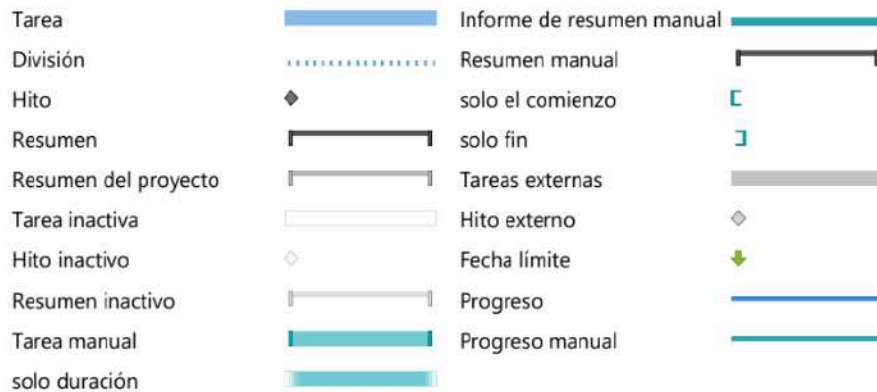 Tarea
División
Hito
Resumen
Resumen del proyecto
Tarea inactiva
Hito inactivo
Resumen inactivo
Tarea manual
solo duración
Informe de resumen manual
Resumen manual
solo el comienzo
solo fin
Tareas externas
Hito externo
Fecha límite
Progreso
Progreso manual